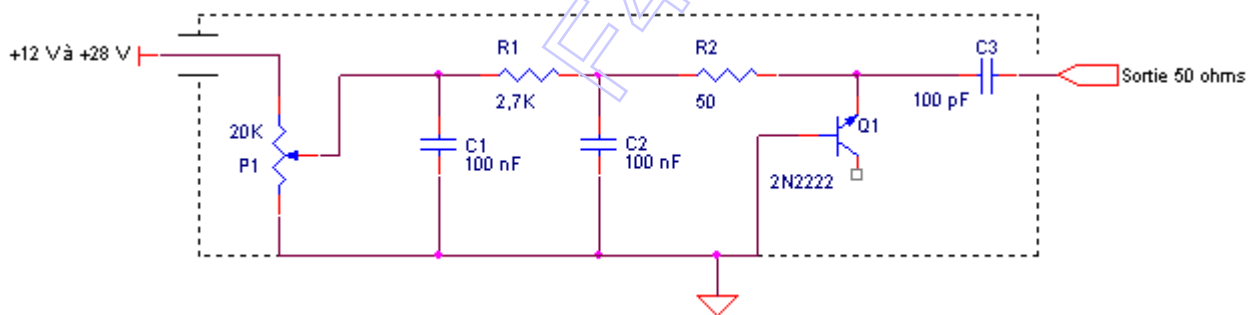 +12 V à +28 V
20K
P1
R1
2,7K
C1
100 nF
C2
100 nF
R2
50
Q1
2N2222
C3
100 pF
Sortie 50 ohms